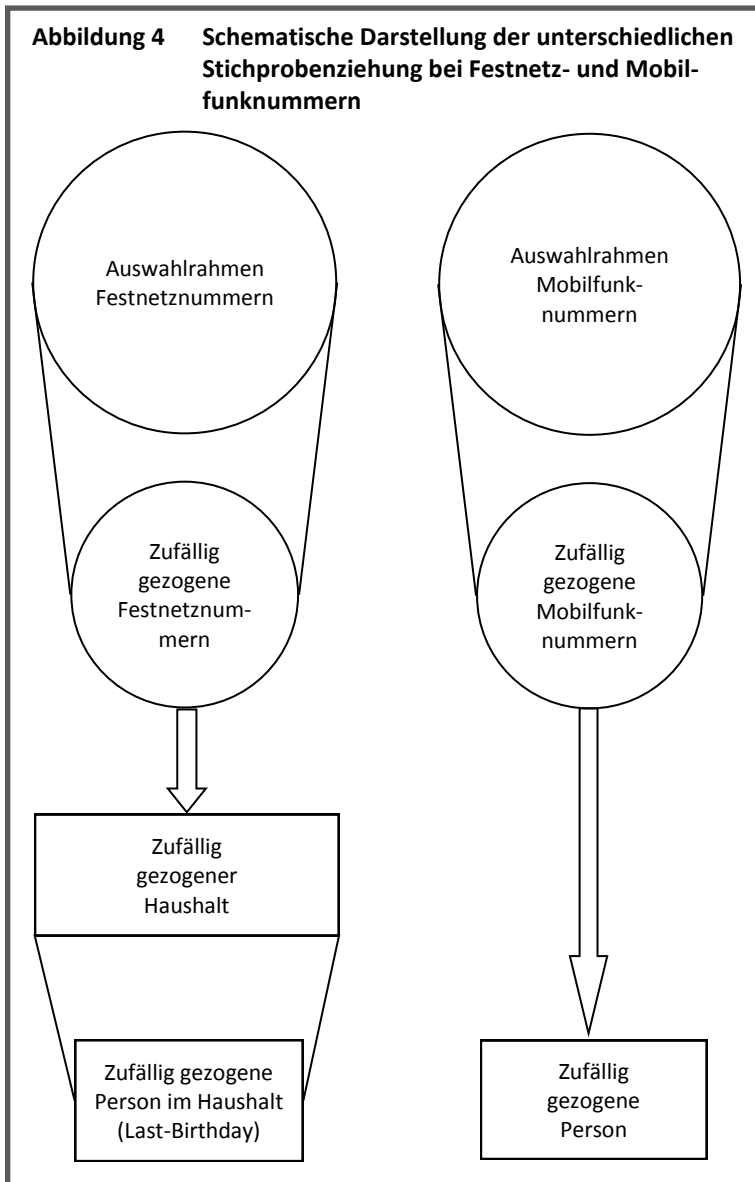 Abbildung 4 Schematische Darstellung der unterschiedlichen
Stichprobenziehung bei Festnetz- und Mobil-
funknummern
Auswahlrahmen
Festnetznummern
Zufällig
gezogene
Festnetznum-
mern
Zufällig
gezogener
Haushalt
Zufällig gezogene
Person im Haushalt
(Last-Birthday)
Auswahlrahmen
Mobilfunk-
nummern
Zufällig
gezogene
Mobilfunk-
nummern
Zufällig
gezogene
Person